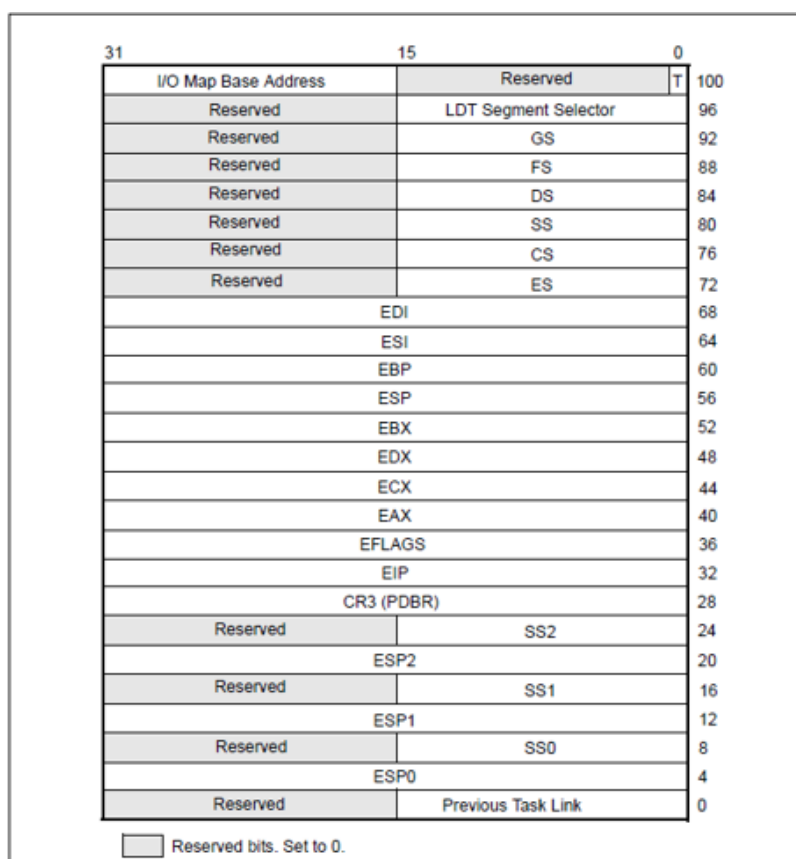 31 15 0
I/O Map Base Address Reserved T 100
Reserved LDT Segment Selector 96
Reserved GS 92
Reserved FS 88
Reserved DS 84
Reserved SS 80
Reserved CS 76
Reserved ES 72
EDI 68
ESI 64
EBP 60
ESP 56
EBX 52
EDX 48
ECX 44
EAX 40
EFLAGS 36
EIP 32
CR3 (PDBR) 28
Reserved SS2 24
ESP2 20
Reserved SS1 16
ESP1 12
Reserved SS0 8
ESP0 4
Reserved Previous Task Link 0
Reserved bits. Set to 0.